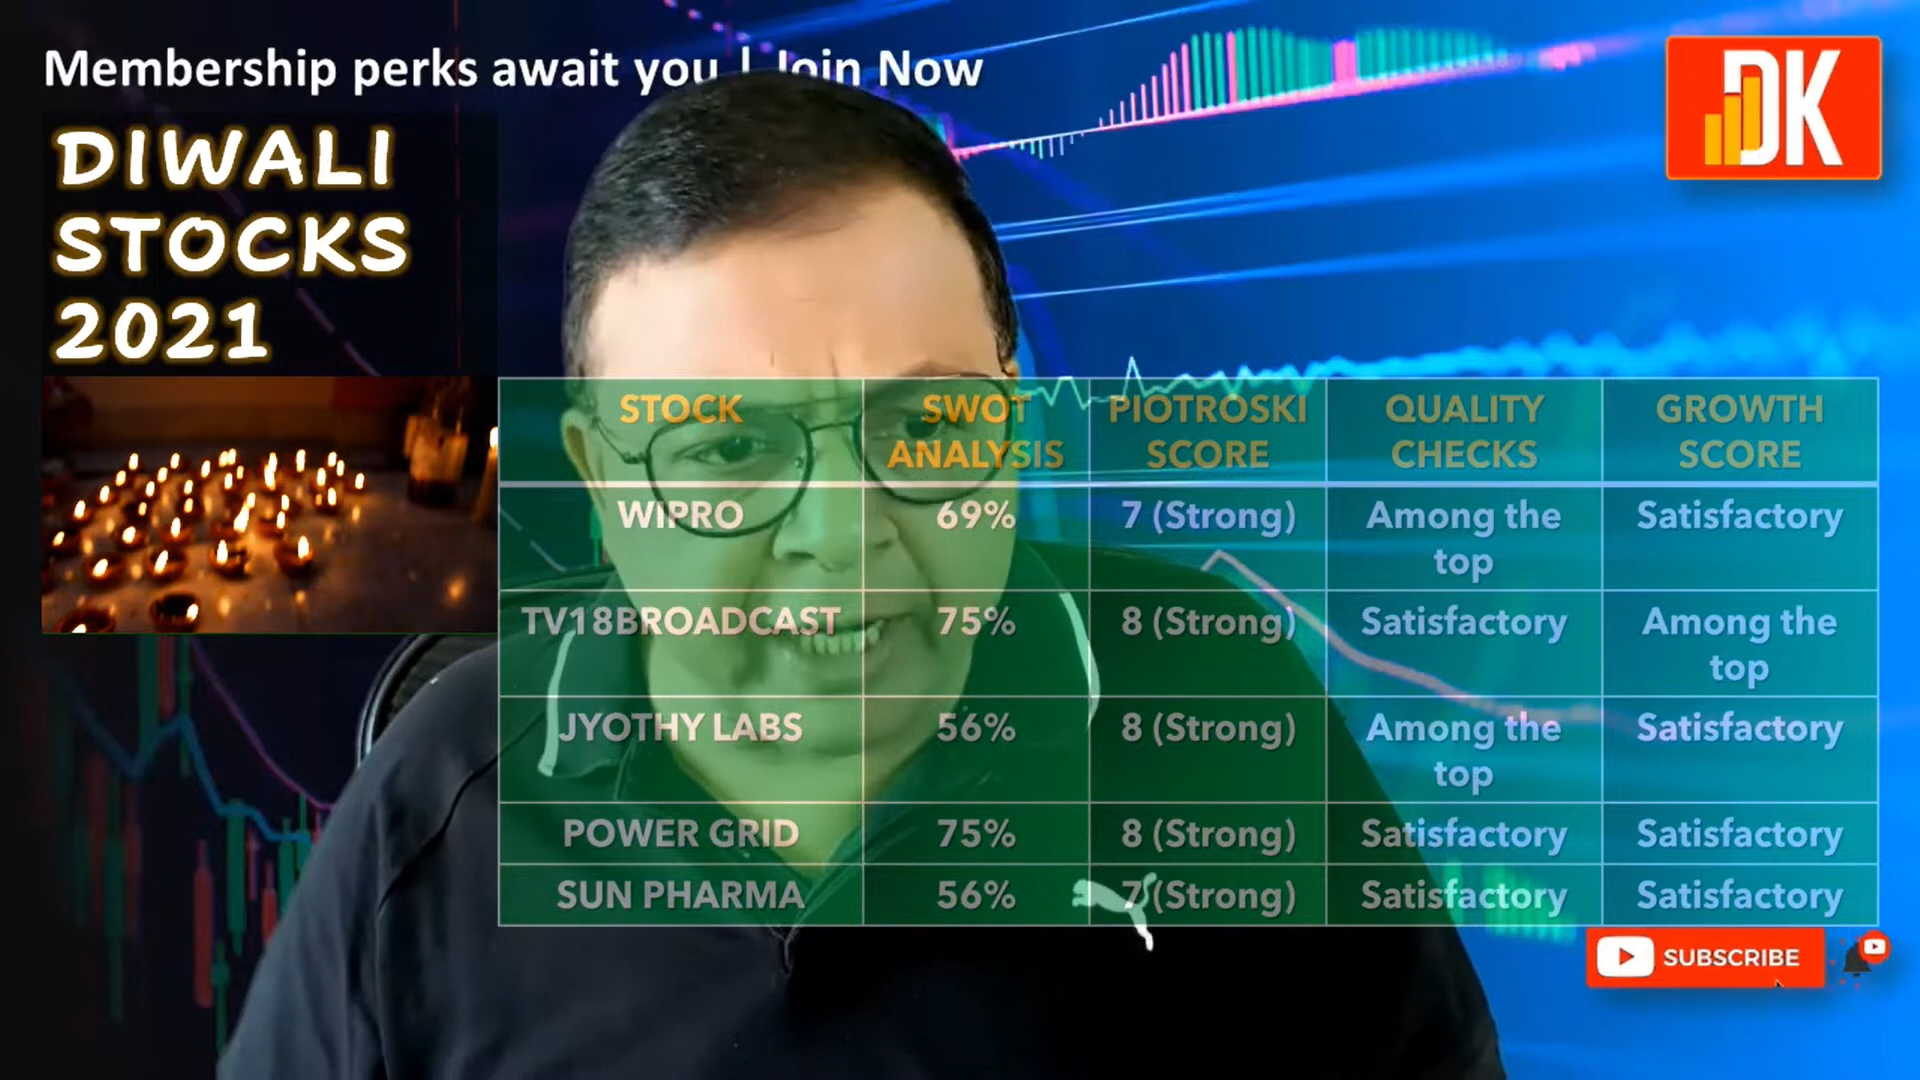 Membership perks await you | Join Now
DK
DIWALI
STOCKS
2021
STOCK SWOT ANALYSIS PIOTROSKI SCORE QUALITY CHECKS GROWTH SCORE
WIPRO 69% 7 (Strong) Among the top Satisfactory
TV18BROADCAST 75% 8 (Strong) Satisfactory Among the top
JYOTHY LABS 56% 8 (Strong) Among the top Satisfactory
POWER GRID 75% 8 (Strong) Satisfactory Satisfactory
SUN PHARMA 56% 7 (Strong) Satisfactory Satisfactory
SUBSCRIBE